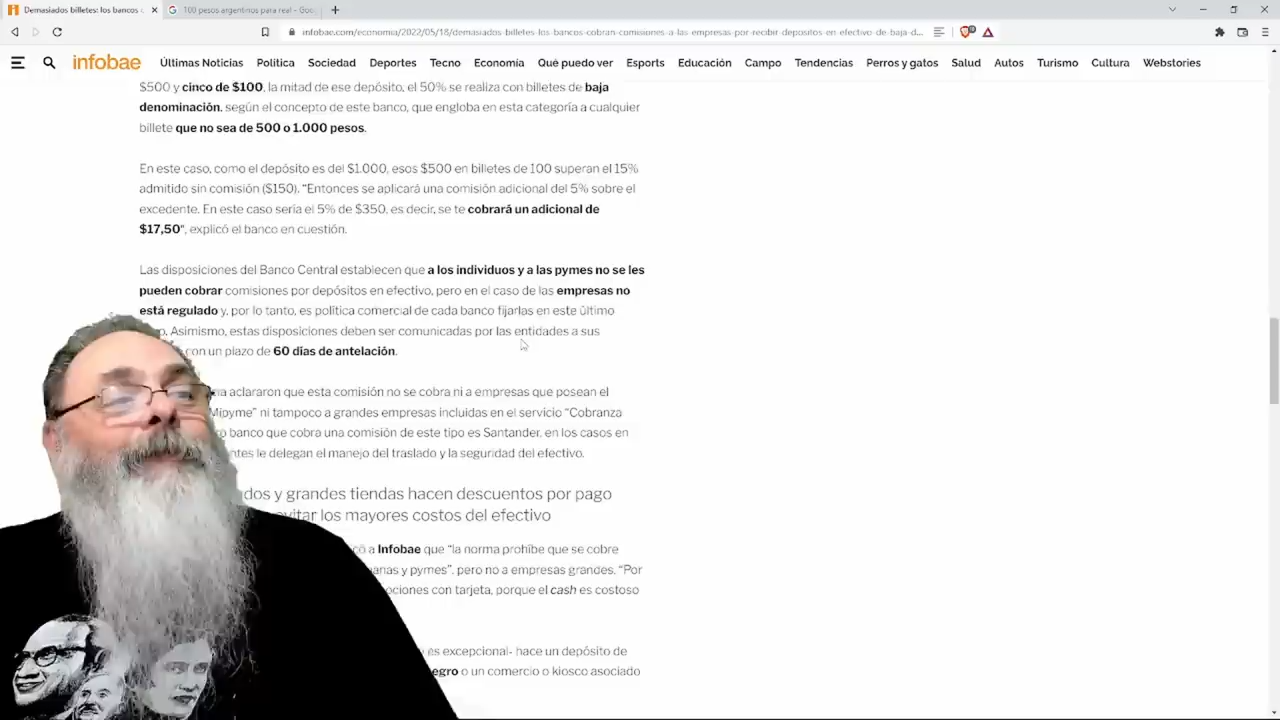 Demasiados billetes: los bancos
100 pesos argentinos para real - Goo
infobae.com/economia/2022/05/18/demasiados-billetes-los-bancos-cobran-comisiones-a-las-empresas-por-recibir-depositos-en-efectivo-de-baja-d...
infobae Últimas Noticias Política Sociedad Deportes Tecno Economía Qué puedo ver Esports Educación Campo Tendencias Perros y gatos Salud Autos Turismo Cultura Webstories
$500 y cinco de $100, la mitad de ese depósito, el 50% se realiza con billetes de baja
denominación, según el concepto de este banco, que engloba en esta categoría a cualquier
billete que no sea de 500 o 1.000 pesos.
En este caso, como el depósito es del $1.000, esos $500 en billetes de 100 superan el 15%
admitido sin comisión ($150). "Entonces se aplicará una comisión adicional del 5% sobre el
excedente. En este caso sería el 5% de $350, es decir, se te cobrará un adicional de
$17,50", explicó el banco en cuestión.
Las disposiciones del Banco Central establecen que a los individuos y a las pymes no se les
pueden cobrar comisiones por depósitos en efectivo, pero en el caso de las empresas no
está regulado y, por lo tanto, es política comercial de cada banco fijarlas en este último
Asimismo, estas disposiciones deben ser comunicadas por las entidades a sus
con un plazo de 60 días de antelación.
aclararon que esta comisión no se cobra ni a empresas que posean el
Mipyme" ni tampoco a grandes empresas incluidas en el servicio "Cobranza
banco que cobra una comisión de este tipo es Santander, en los casos en
le delegan el manejo del traslado y la seguridad del efectivo.
y grandes tiendas hacen descuentos por pago
evitar los mayores costos del efectivo
a Infobae que "la norma prohíbe que se cobre
y pymes", pero no a empresas grandes. "Por
con tarjeta, porque el cash es costoso
es excepcional- hace un depósito de
o un comercio o kiosco asociado